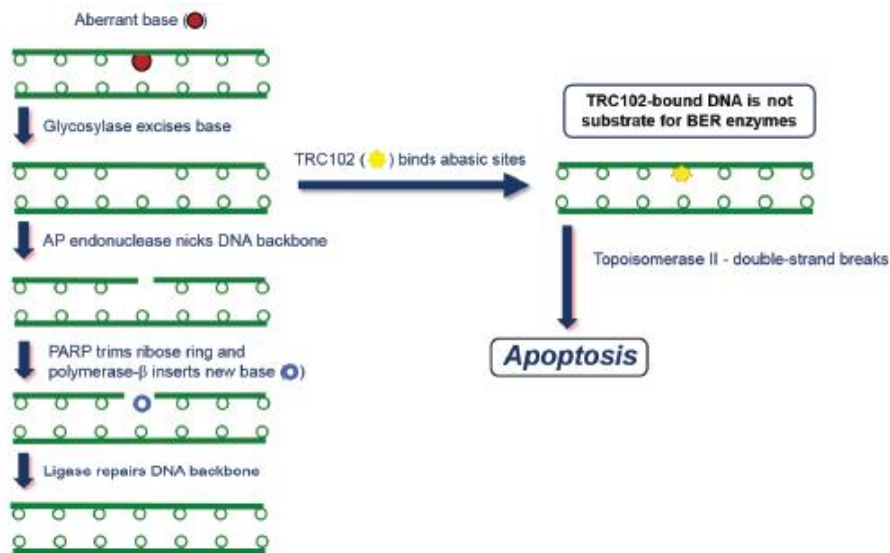 Aberrant base ( )
Glycosylase excises base
TRC102 ( ) binds abasic sites
TRC102-bound DNA is not
substrate for BER enzymes
AP endonuclease nicks DNA backbone
Topoisomerase II - double-strand breaks
Apoptosis
PARP trims ribose ring and
polymerase-β inserts new base ( )
Ligase repairs DNA backbone